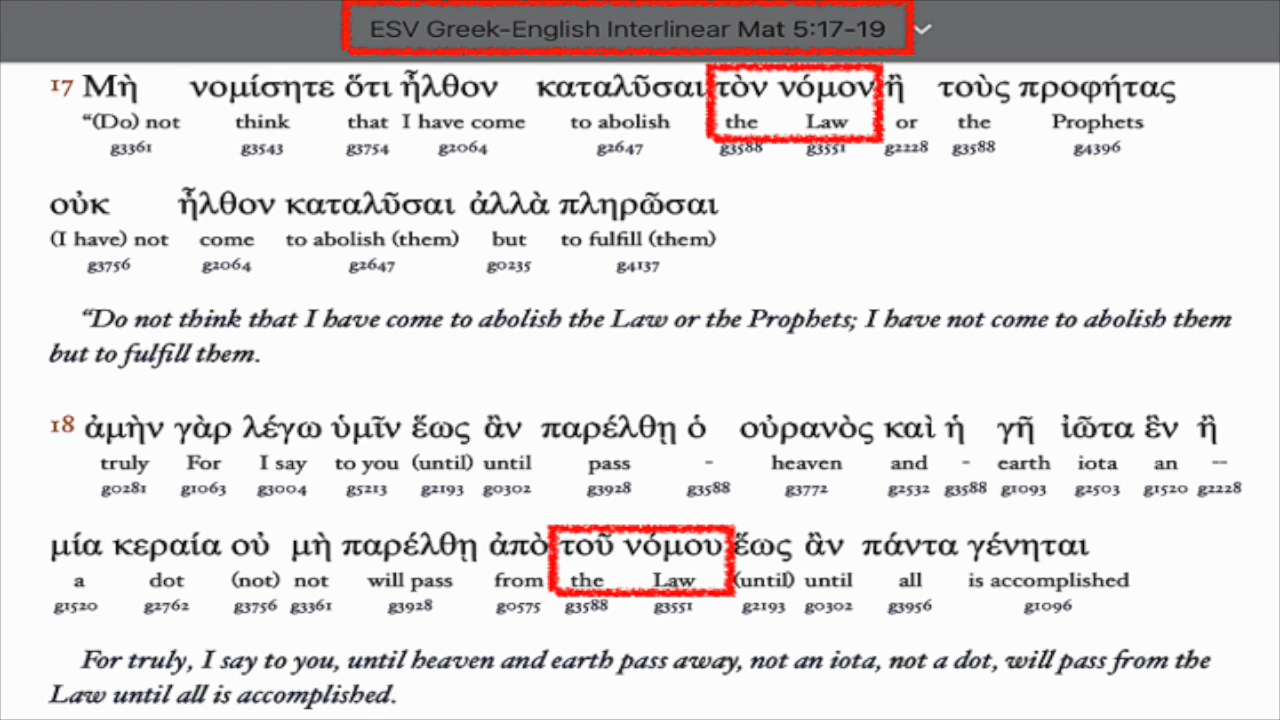 ESV Greek-English Interlinear Mat 5:17-19
17 Μὴ νομίσητε ὅτι ἦλθον καταλῦσαι τὸν νόμον ἢ τοὺς προφήτας
“(Do) not think that I have come to abolish the Law or the Prophets
g3361 g3543 g3754 g2064 g2647 g3588 g3551 g2228 g3588 g4396
οὐκ ἦλθον καταλῦσαι ἀλλὰ πληρῶσαι
(I have) not come to abolish (them) but to fulfill (them)
g3756 g2064 g2647 g0235 g4137
“Do not think that I have come to abolish the Law or the Prophets; I have not come to abolish them
but to fulfill them.
18 ἀμὴν γὰρ λέγω ὑμῖν ἕως ἂν παρέλθῃ ὁ οὐρανὸς καὶ ἡ γῆ ἰῶτα ἓν ἢ
truly For I say to you (until) until pass - heaven and - earth iota an --
g0281 g1063 g3004 g5213 g2193 g0302 g3928 g3588 g3772 g2532 g3588 g1093 g2503 g1520 g2228
μία κεραία οὐ μὴ παρέλθῃ ἀπὸ τοῦ νόμου ἕως ἂν πάντα γένηται
a dot (not) not will pass from the Law (until) until all is accomplished
g1520 g2762 g3756 g3361 g3928 g0575 g3588 g3551 g2193 g0302 g3956 g1096
For truly, I say to you, until heaven and earth pass away, not an iota, not a dot, will pass from the
Law until all is accomplished.